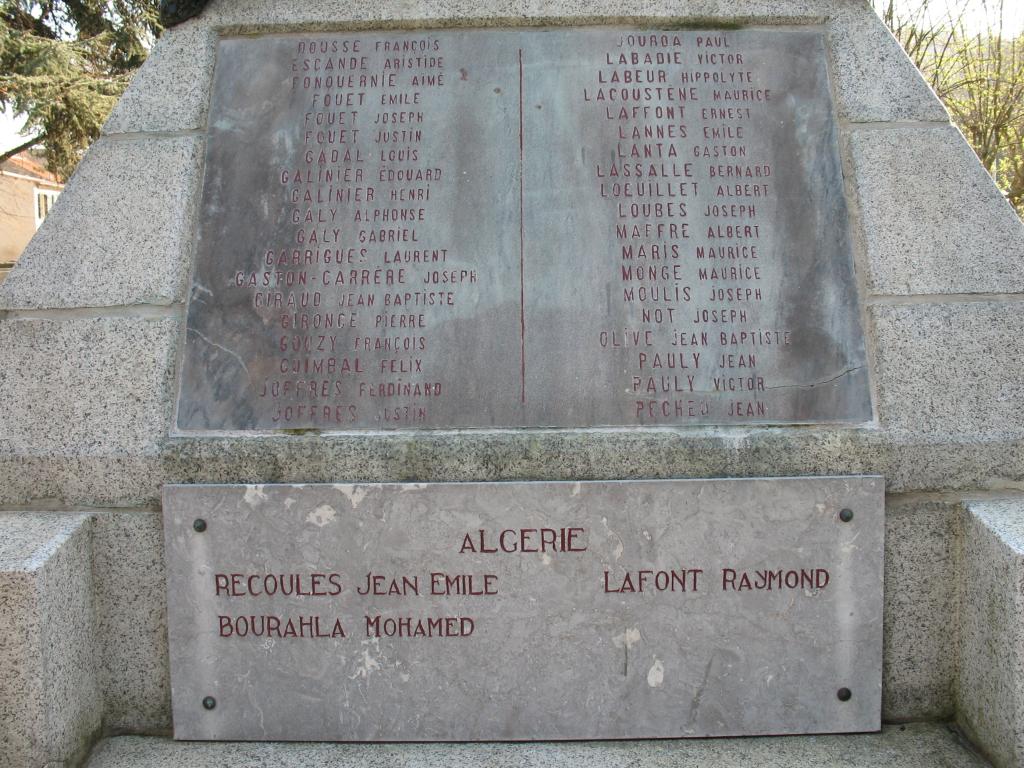 DOUSSE FRANÇOIS
ESCANDE ARISTIDE
FONQUERNIE AIMÉ
FOUET EMILE
FOUET JOSEPH
FOUET JUSTIN
GADAL LOUIS
GALINIER ÉDOUARD
GALINIER HENRI
GALY ALPHONSE
GALY GABRIEL
GARRIGUES LAURENT
GASTON-CARRÈRE JOSEPH
GIRAUD JEAN BAPTISTE
GIRONCE PIERRE
GOUZY FRANÇOIS
GUIMBAL FÉLIX
JOFFRES FERDINAND
JOFFRES JUSTIN
JOURDA PAUL
LABADIE VICTOR
LABEUR HIPPOLYTE
LACOUSTÈNE MAURICE
LAFFONT ERNEST
LANNES EMILE
LANTA GASTON
LASSALLE BERNARD
LOEUILLET ALBERT
LOUBES JOSEPH
MAFFRE ALBERT
MARIS MAURICE
MONGE MAURICE
MOULIS JOSEPH
NOT JOSEPH
OLIVE JEAN BAPTISTE
PAULY JEAN
PAULY VICTOR
PECHEU JEAN
ALGERIE
RECOULES JEAN EMILE
BOURAHLA MOHAMED
LAFONT RAYMOND